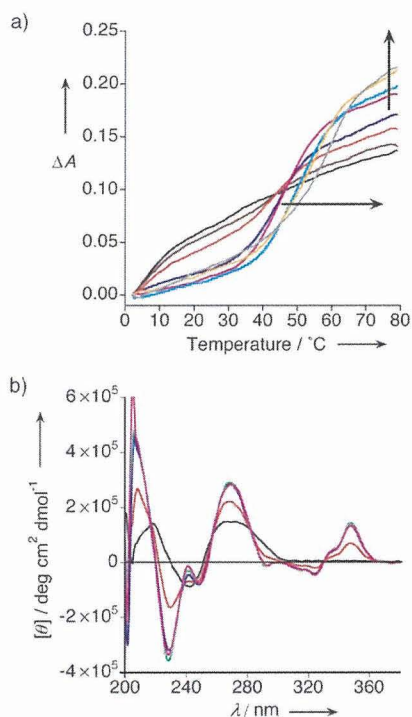 a)
0.25
0.20
0.15
ΔA
0.10
0.05
0.00
0 10 20 30 40 50 60 70 80
Temperature / °C
b)
6×10⁵
4×10⁵
2×10⁵
0
-2×10⁵
-4×10⁵
[θ] / deg cm² dmol⁻¹
200 240 280 320 360
λ / nm